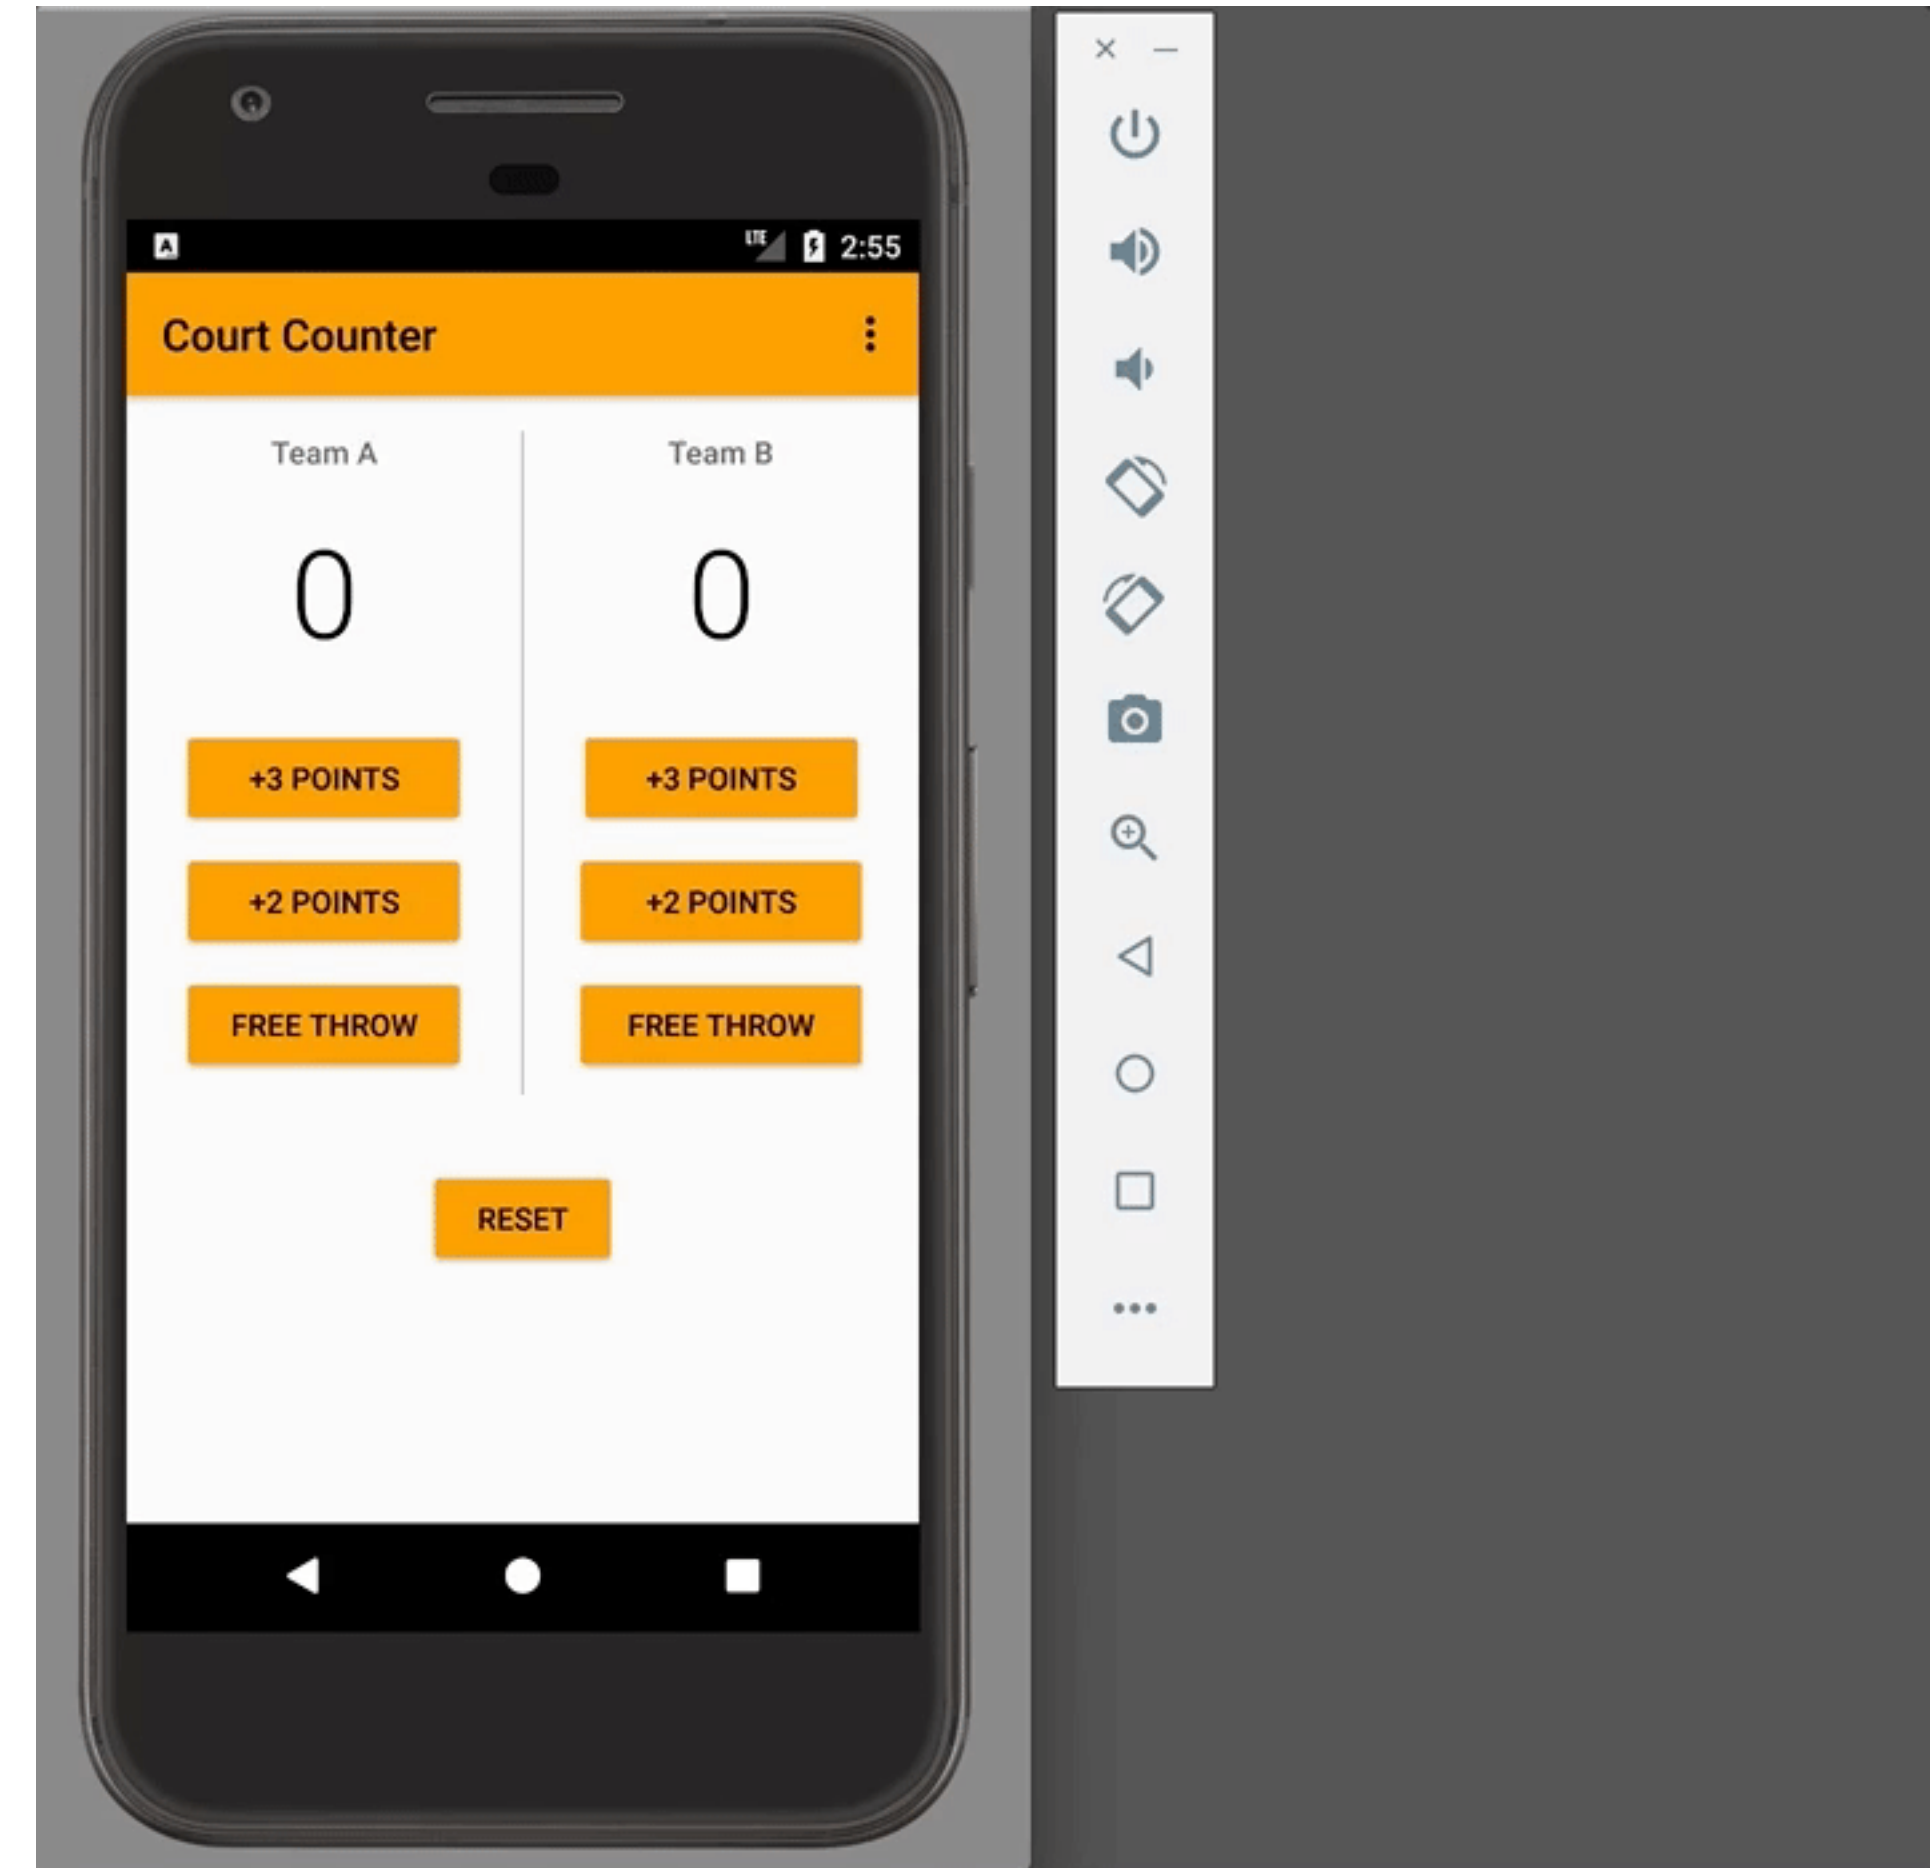 A LTE 2:55
Court Counter
Team A Team B
0 0
+3 POINTS +3 POINTS
+2 POINTS +2 POINTS
FREE THROW FREE THROW
RESET